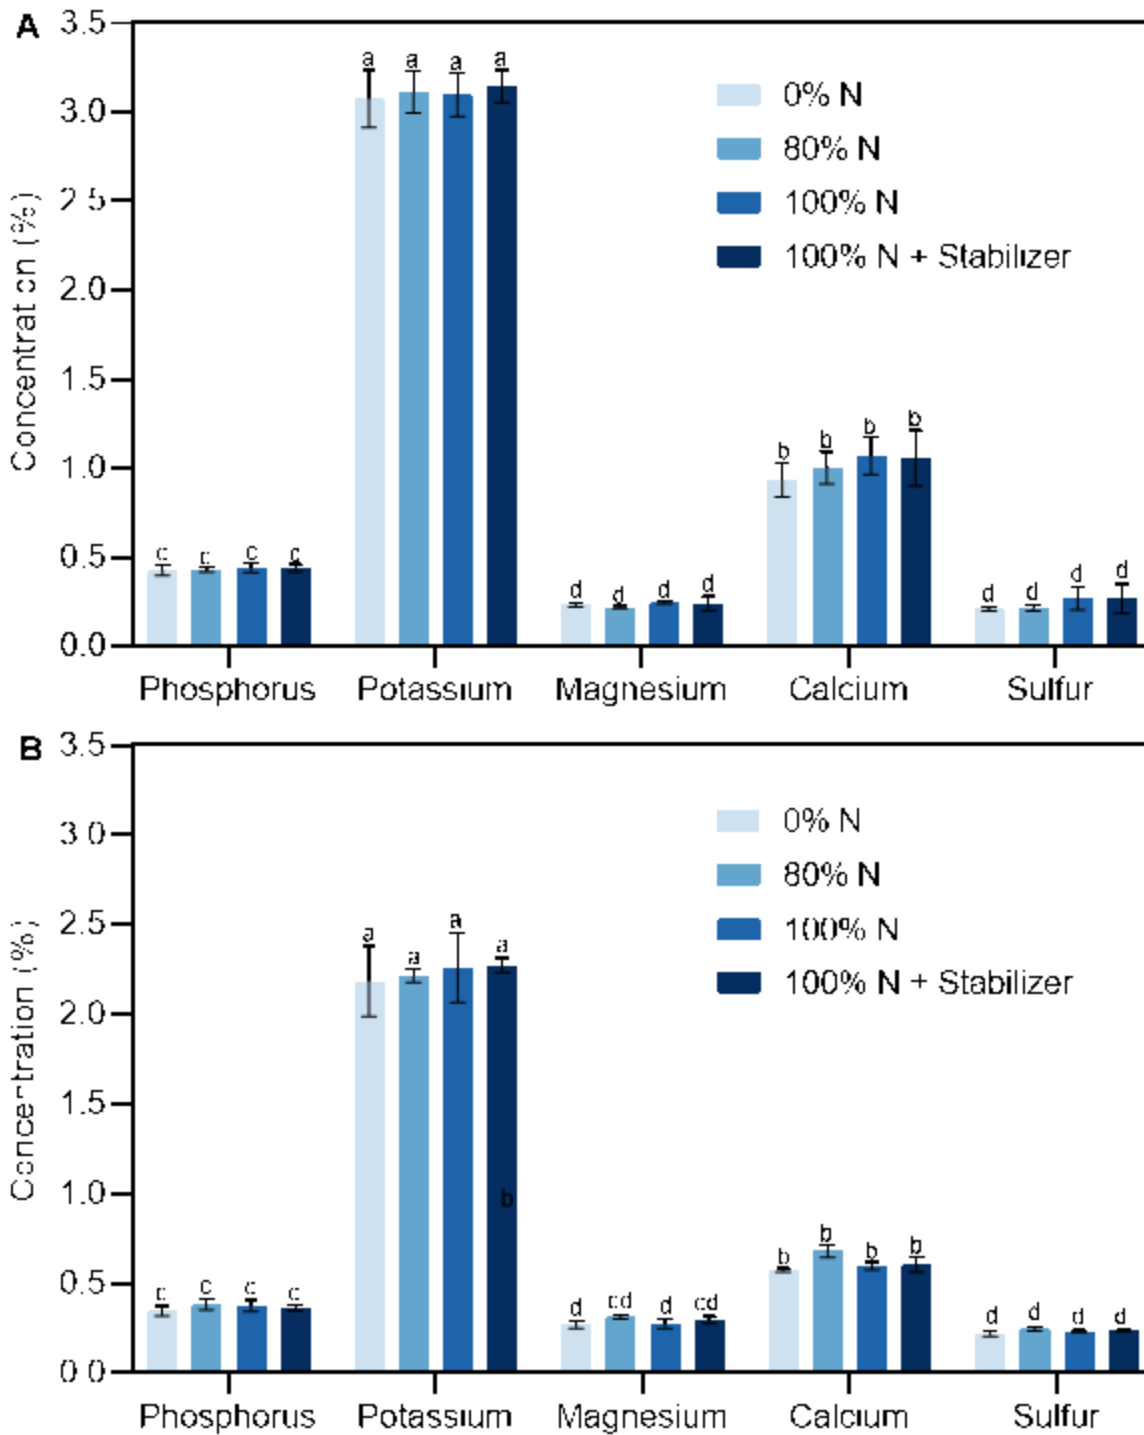 A
3.5
3.0
2.5
2.0
1.5
1.0
0.5
0.0
Concentration (%)
a a a a
0% N
80% N
100% N
100% N + Stabilizer
b b b b
c c c c
d d d d
d d d d
Phosphorus Potassium Magnesium Calcium Sulfur
B
3.5
3.0
2.5
2.0
1.5
1.0
0.5
0.0
Concentration (%)
0% N
80% N
100% N
100% N + Stabilizer
a a a a
b
b b b b
c c c c
d cd d cd
d d d d
Phosphorus Potassium Magnesium Calcium Sulfur